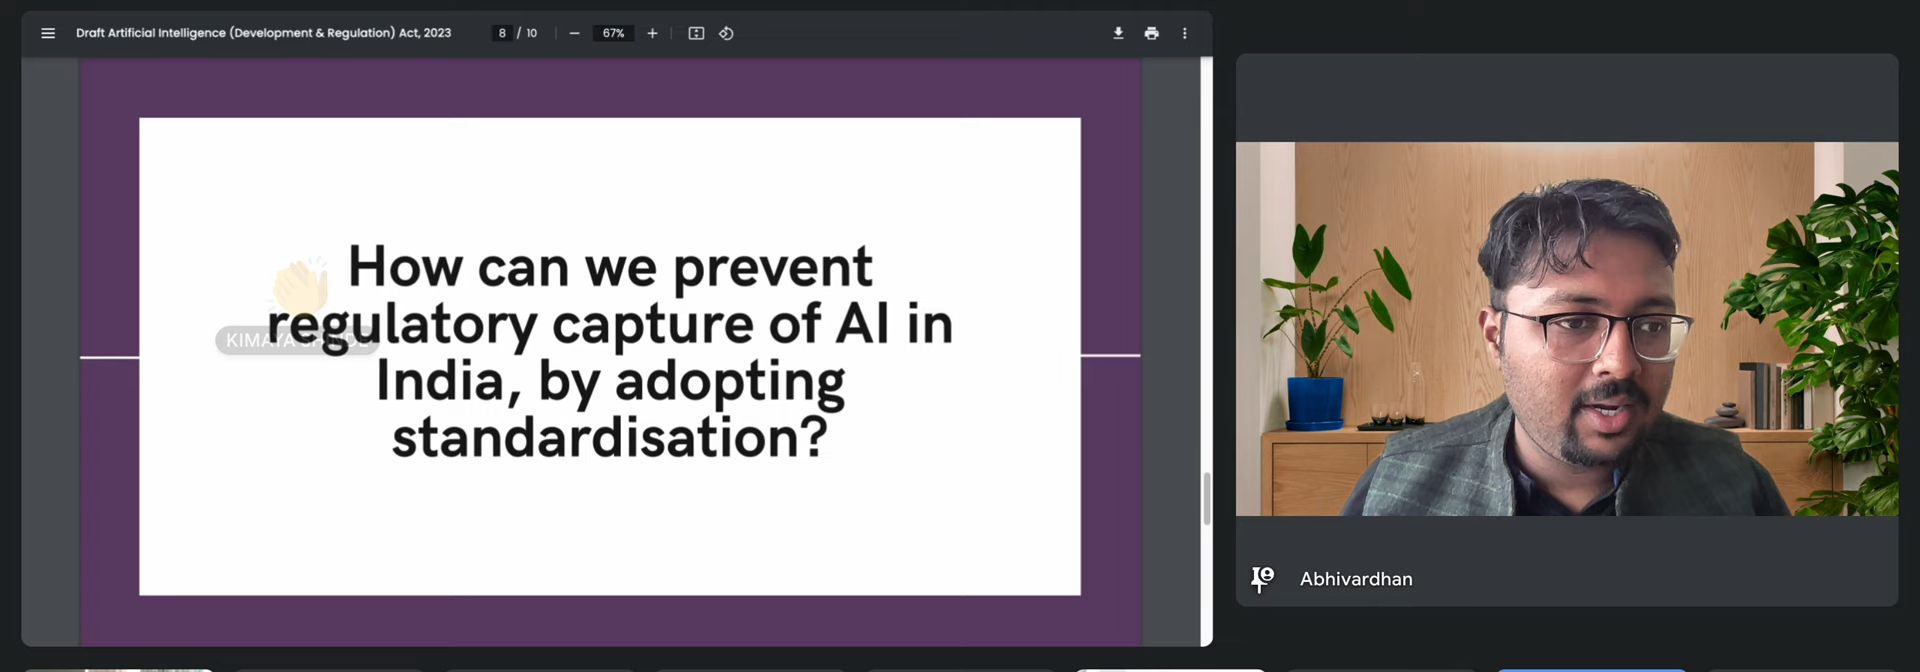 Draft Artificial Intelligence (Development & Regulation) Act, 2023
8 / 10
67%
How can we prevent
regulatory capture of AI in
India, by adopting
standardisation?
KIMAYA
Abhivardhan